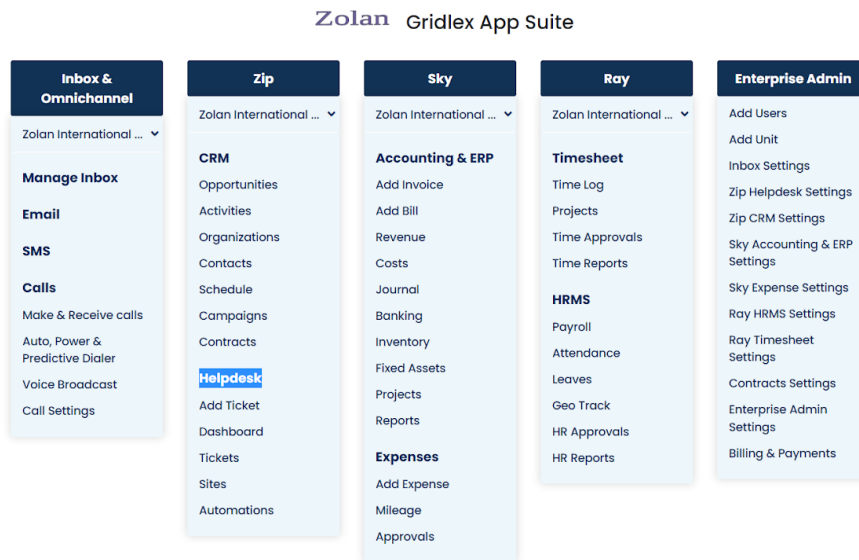 Zolan Gridlex App Suite
Inbox &
Omnichannel
Zolan International ...
Manage Inbox
Email
SMS
Calls
Make & Receive calls
Auto, Power &
Predictive Dialer
Voice Broadcast
Call Settings
Zip
Zolan International ...
CRM
Opportunities
Activities
Organizations
Contacts
Schedule
Campaigns
Contracts
Helpdesk
Add Ticket
Dashboard
Tickets
Sites
Automations
Sky
Zolan International ...
Accounting & ERP
Add Invoice
Add Bill
Revenue
Costs
Journal
Banking
Inventory
Fixed Assets
Projects
Reports
Expenses
Add Expense
Mileage
Approvals
Ray
Zolan International ...
Timesheet
Time Log
Projects
Time Approvals
Time Reports
HRMS
Payroll
Attendance
Leaves
Geo Track
HR Approvals
HR Reports
Enterprise Admin
Add Users
Add Unit
Inbox Settings
Zip Helpdesk Settings
Zip CRM Settings
Sky Accounting & ERP
Settings
Sky Expense Settings
Ray HRMS Settings
Ray Timesheet
Settings
Contracts Settings
Enterprise Admin
Settings
Billing & Payments